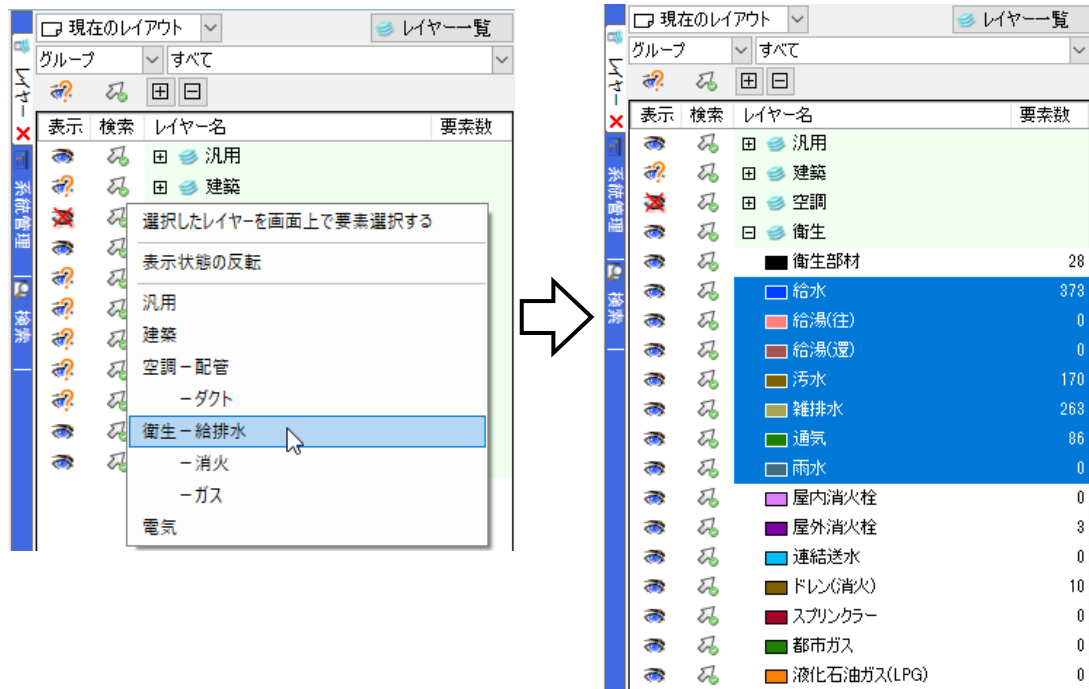 現在のレイアウト
レイヤー一覧
グループ
すべて
表示 検索 レイヤー名 要素数
汎用
建築
選択したレイヤーを画面上で要素選択する
表示状態の反転
汎用
建築
空調－配管
－ダクト
衛生－給排水
－消火
－ガス
電気
レイヤー
系統管理
検索
現在のレイアウト
レイヤー一覧
グループ
すべて
表示 検索 レイヤー名 要素数
汎用
建築
空調
衛生
衛生部材 28
給水 373
給湯(往) 0
給湯(還) 0
汚水 170
雑排水 263
通気 86
雨水 0
屋内消火栓 0
屋外消火栓 3
連結送水 0
ドレン(消火) 10
スプリンクラー 0
都市ガス 0
液化石油ガス(LPG) 0
レイヤー
系統管理
検索